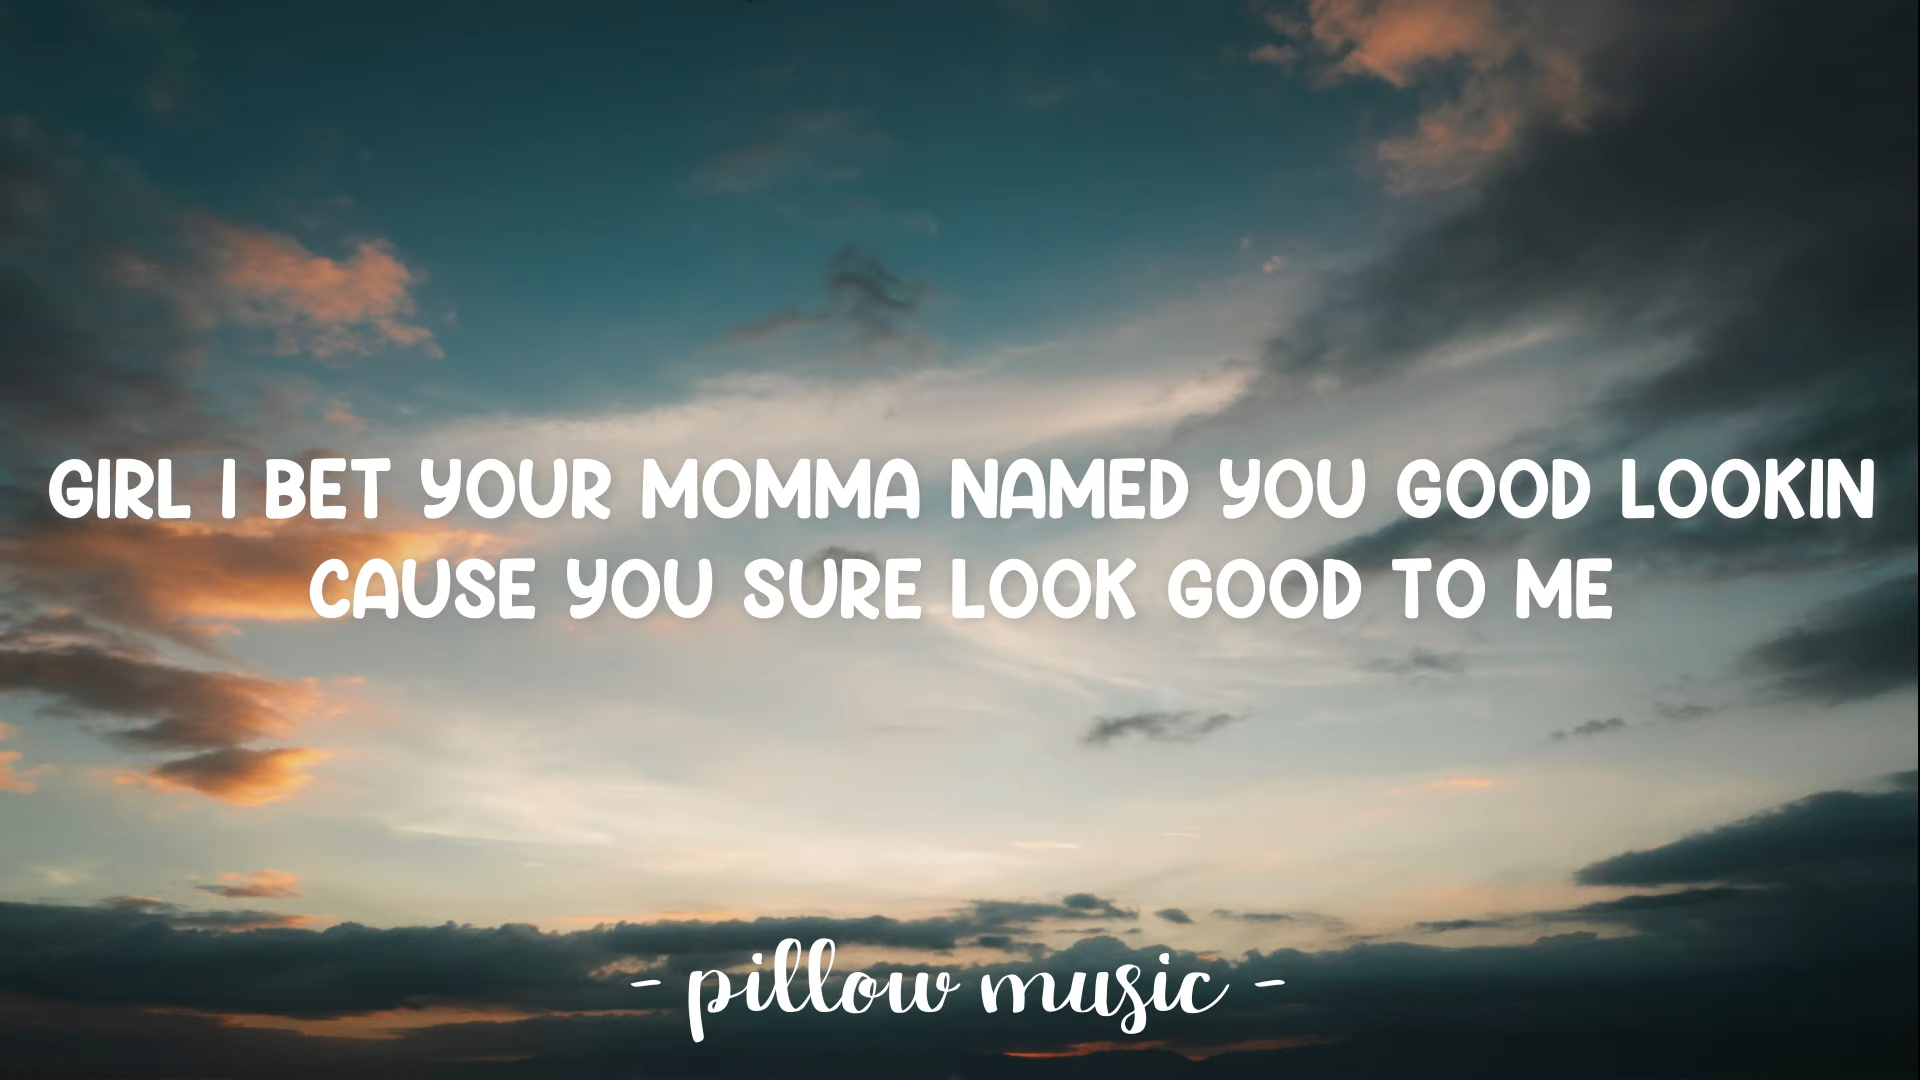 GIRL I BET YOUR MOMMA NAMED YOU GOOD LOOKIN
CAUSE YOU SURE LOOK GOOD TO ME
- pillow music -